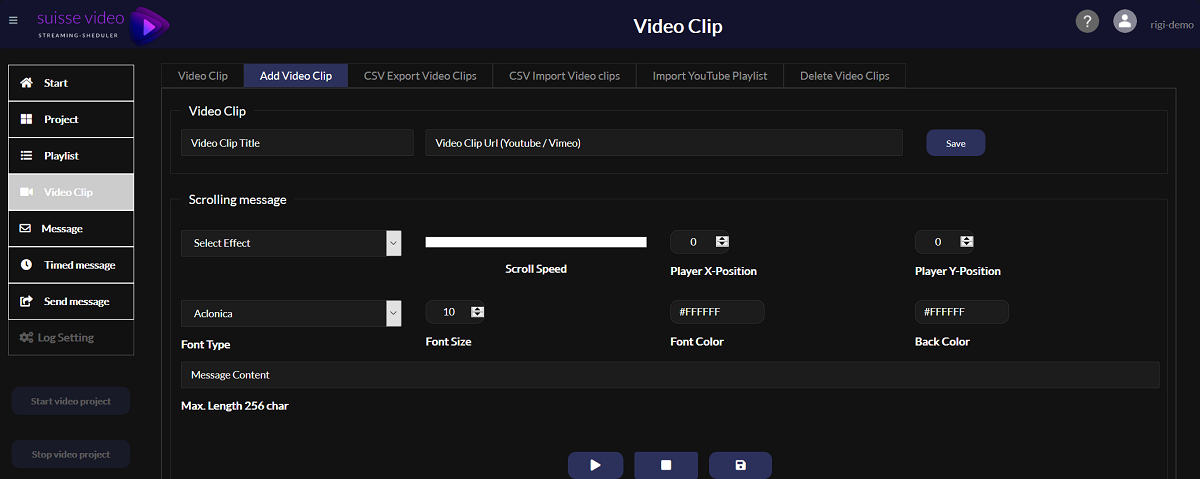 suisse video
STREAMING-SHEDULER
Video Clip
?
rigi-demo
Start
Project
Playlist
Video Clip
Message
Timed message
Send message
Log Setting
Start video project
Stop video project
Video Clip
Add Video Clip
CSV Export Video Clips
CSV Import Video clips
Import YouTube Playlist
Delete Video Clips
Video Clip
Video Clip Title
Video Clip Url (Youtube / Vimeo)
Save
Scrolling message
Select Effect
Scroll Speed
0
Player X-Position
0
Player Y-Position
Aclonica
Font Type
10
Font Size
#FFFFFF
Font Color
#FFFFFF
Back Color
Message Content
Max. Length 256 char